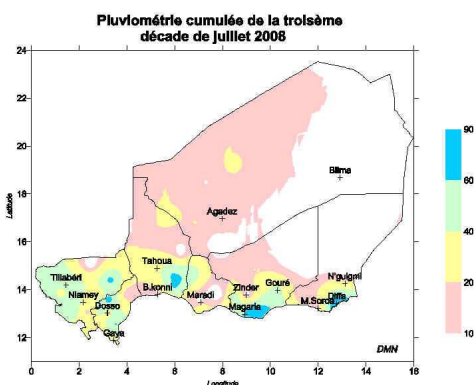 Pluviométrie cumulée de la troisème
décade de juillet 2008
24
22
20
18
16
14
12
Latitude
Bilma
Agadez
Tahoua
Tillabéri
Niamey
B.konni
Maradi
Zinder
Gouré
N'guigmi
Dosso
Magaria
M.Soroa
Diffa
Gaya
DMN
0 2 4 6 8 10 12 14 16
Longitude
90
60
40
20
10